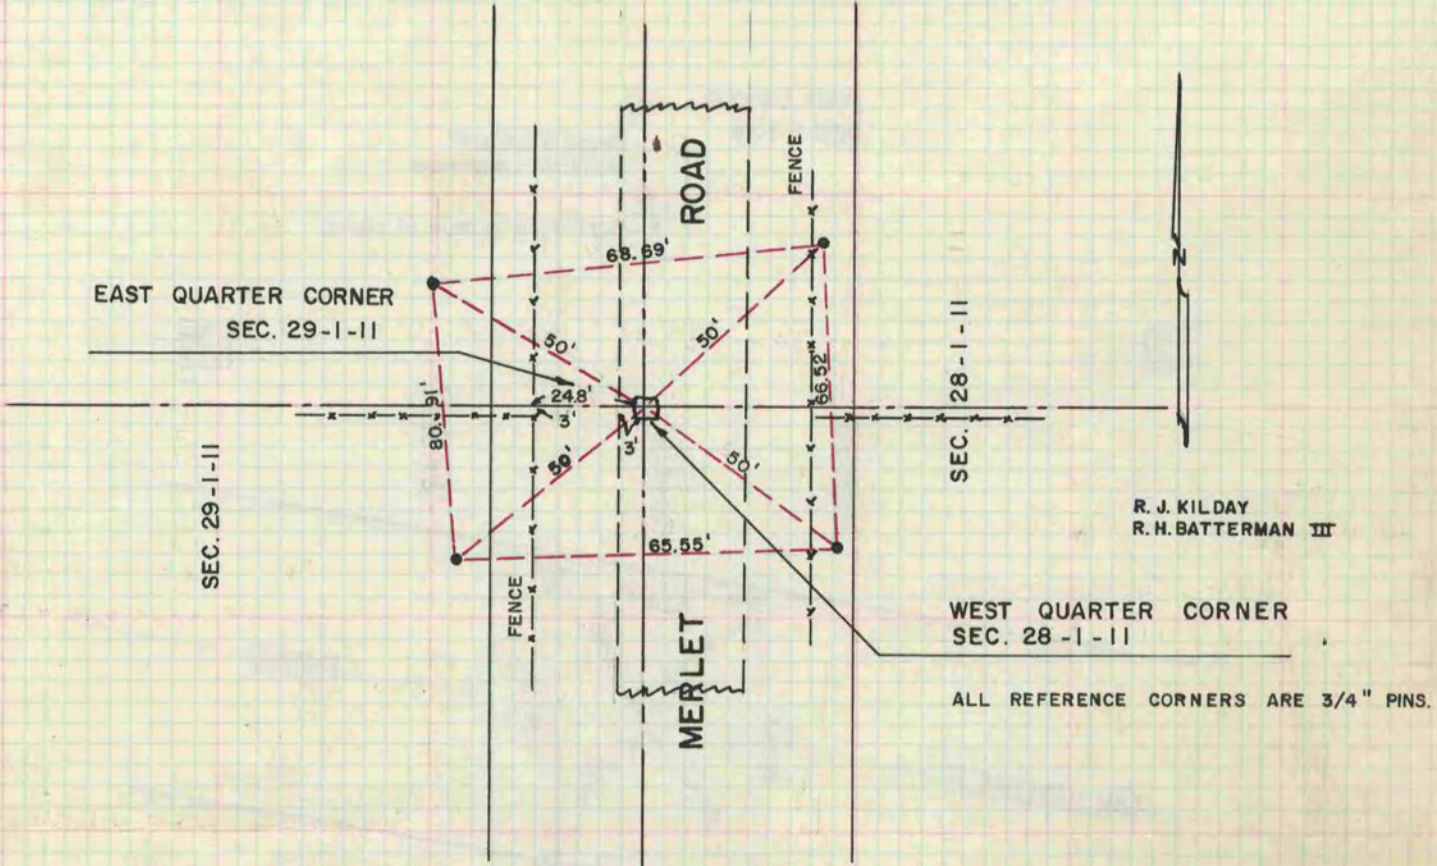 ROAD
FENCE
68.69'
EAST QUARTER CORNER
SEC. 29-1-11
50'
50'
N
66.52'
SEC. 28-1-11
24.8'
3'
3'
80.91'
50'
50'
SEC. 29-1-11
R. J. KILDAY
R. H. BATTERMAN III
65.55'
FENCE
MERLET
WEST QUARTER CORNER
SEC. 28-1-11
ALL REFERENCE CORNERS ARE 3/4" PINS.